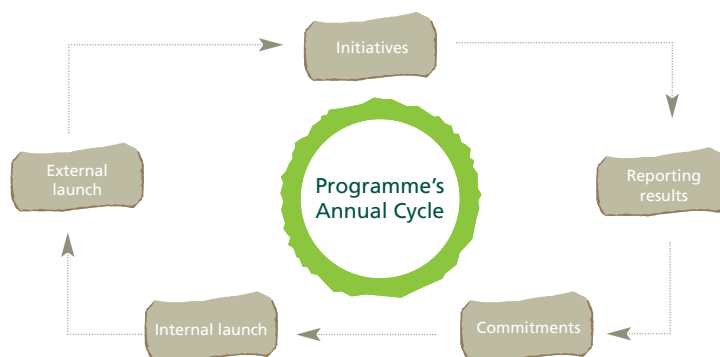 Initiatives
External
launch
Programme's
Annual Cycle
Reporting
results
Internal launch
Commitments